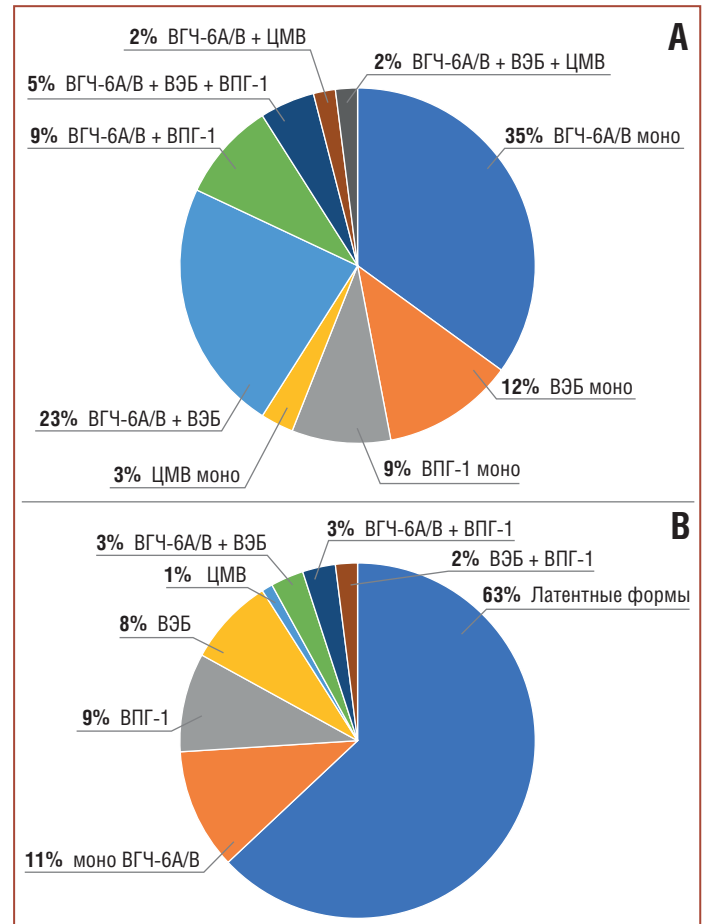 A
2% ВГЧ-6А/В + ЦМВ
2% ВГЧ-6А/В + ВЭБ + ЦМВ
5% ВГЧ-6А/В + ВЭБ + ВПГ-1
9% ВГЧ-6А/В + ВПГ-1
35% ВГЧ-6А/В моно
12% ВЭБ моно
23% ВГЧ-6А/В + ВЭБ
9% ВПГ-1 моно
3% ЦМВ моно
B
3% ВГЧ-6А/В + ВПГ-1
3% ВГЧ-6А/В + ВЭБ
2% ВЭБ + ВПГ-1
1% ЦМВ
63% Латентные формы
8% ВЭБ
9% ВПГ-1
11% моно ВГЧ-6А/В